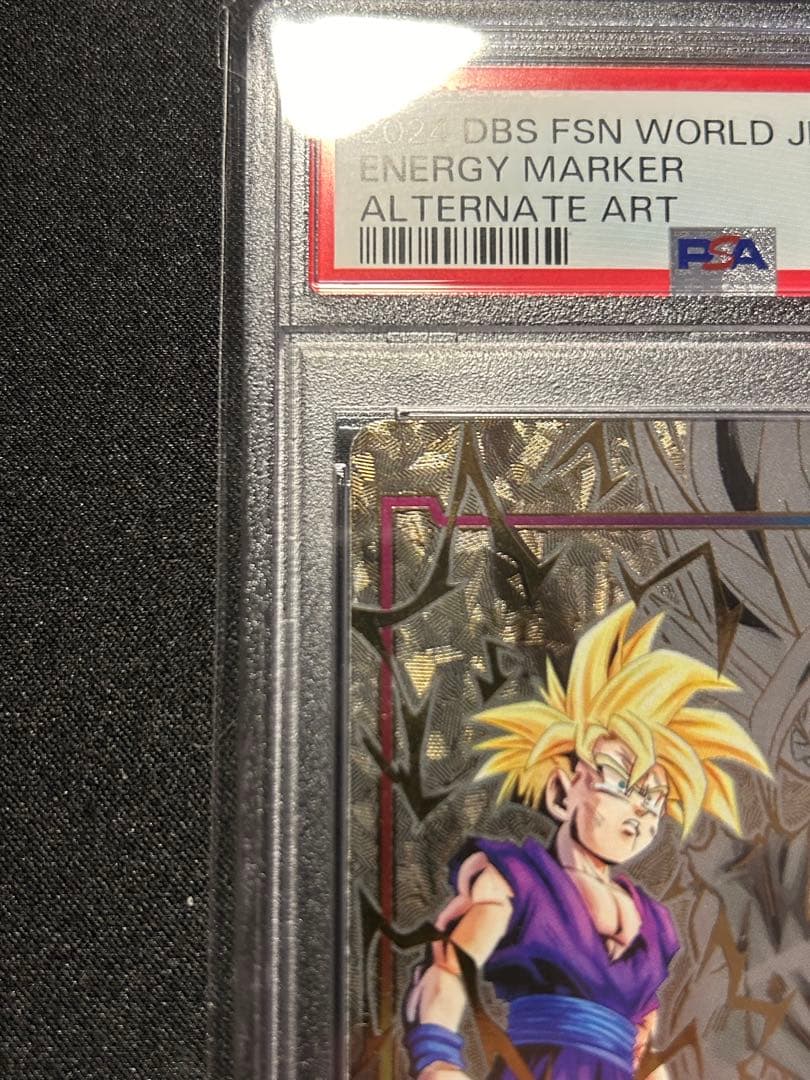 2024 DBS FSN WORLD
ENERGY MARKER
ALTERNATE ART
PSA